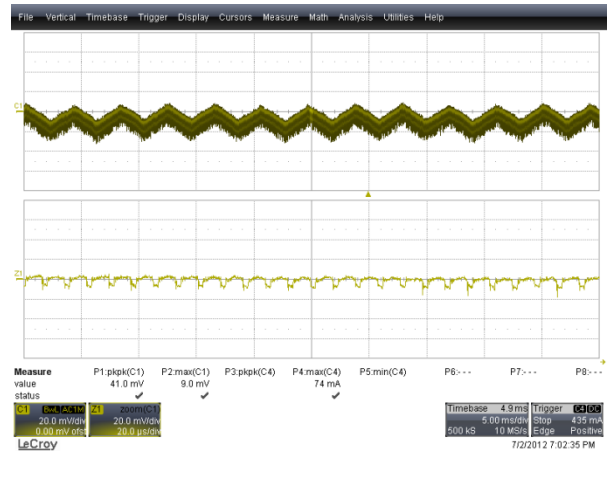 File Vertical Timebase Trigger Display Cursors Measure Math Analysis Utilities Help
C1
Z1
Measure P1:pkpk(C1) P2:max(C1) P3:pkpk(C4) P4:max(C4) P5:min(C4) P6:- - - P7:- - - P8:- - -
value 41.0 mV 9.0 mV 74 mA
status
C1 BwL AC1M Z1 zoom(C1) Timebase 4.9 ms Trigger C4 DC
20.0 mV/div 20.0 mV/div 5.00 ms/div Stop 435 mA
0.00 mV ofst 20.0 µs/div 500 kS 10 MS/s Edge Positive
LeCroy 7/2/2012 7:02:35 PM